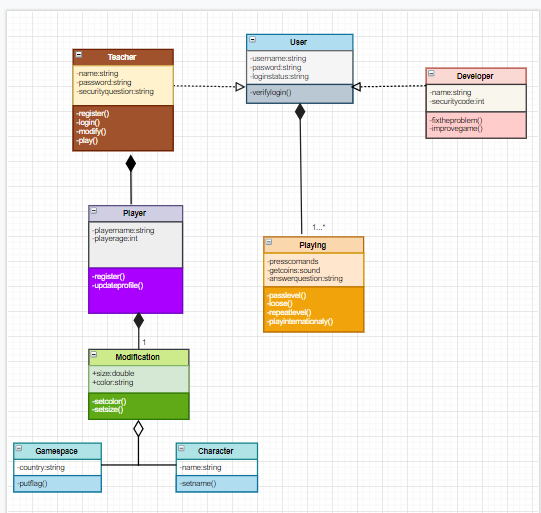 User
-username:string
-pasword:string
-loginstatus:string
-verifylogin()
Teacher
-name:string
-password:string
-securityquestion:string
-register()
-login()
-modify()
-play()
Developer
-name:string
-securitycode:int
-fixtheproblem()
-improvegame()
Player
-playername:string
-playerage:int
-register()
-updateprofile()
1...*
Playing
-presscomands
-getcoins:sound
-answerquestion:string
-passlevel()
-loose()
-repeatlevel()
-playinternationaly()
1
Modification
+size:double
+color:string
-setcolor()
-setsize()
Gamespace
-country:string
-putflag()
Character
-name:string
-setname()